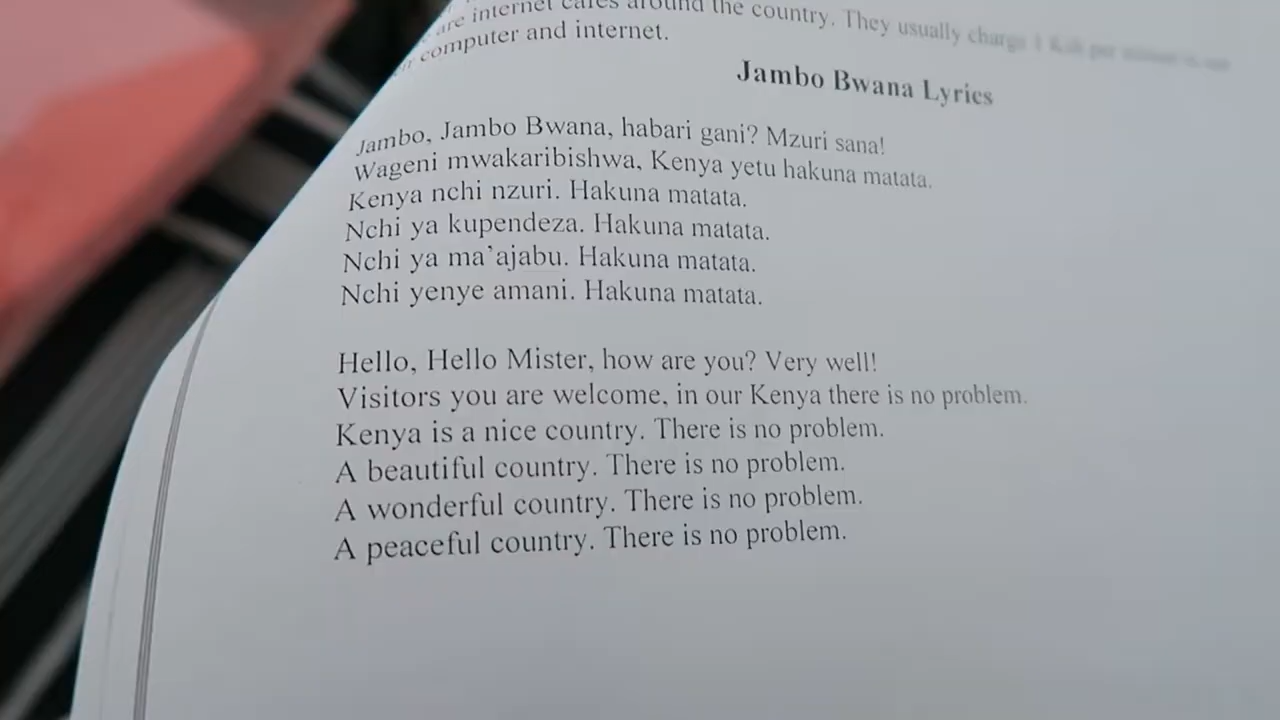 are internet cafes around the country. They usually charge 1 Ksh per minute to use
computer and internet.
Jambo Bwana Lyrics
Jambo, Jambo Bwana, habari gani? Mzuri sana!
Wageni mwakaribishwa, Kenya yetu hakuna matata.
Kenya nchi nzuri. Hakuna matata.
Nchi ya kupendeza. Hakuna matata.
Nchi ya ma’ajabu. Hakuna matata.
Nchi yenye amani. Hakuna matata.
Hello, Hello Mister, how are you? Very well!
Visitors you are welcome, in our Kenya there is no problem.
Kenya is a nice country. There is no problem.
A beautiful country. There is no problem.
A wonderful country. There is no problem.
A peaceful country. There is no problem.